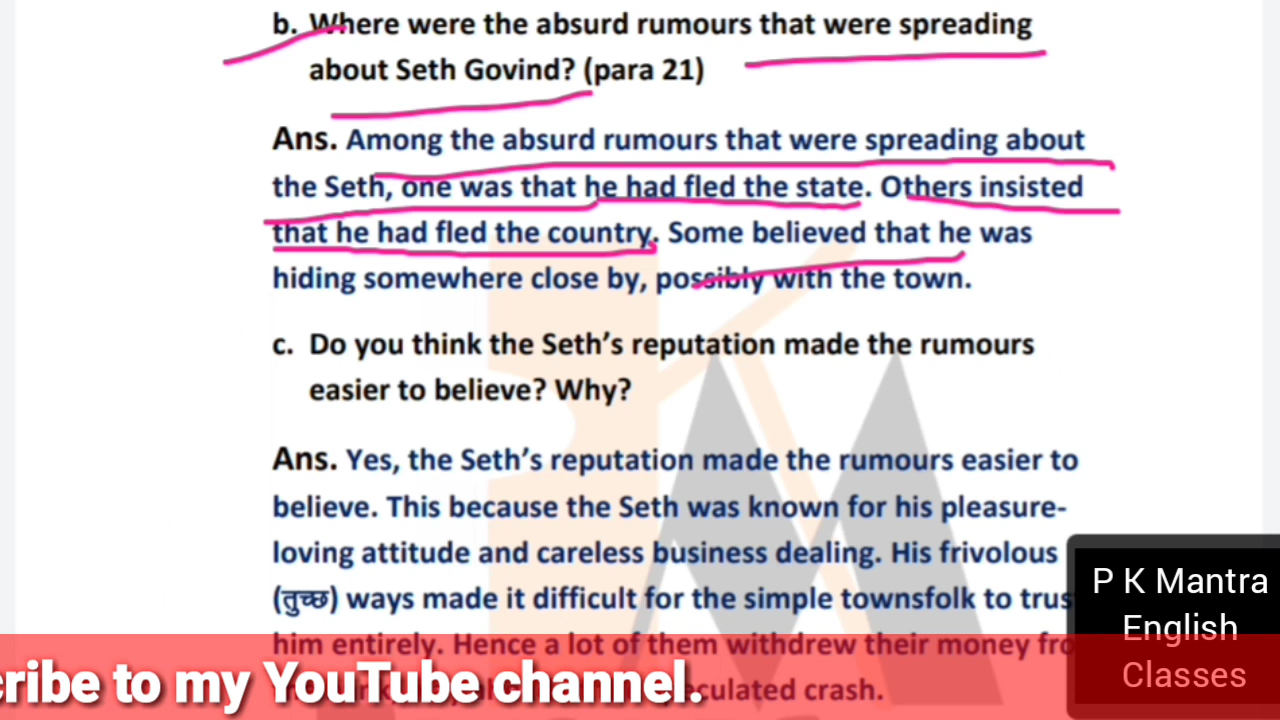 b. Where were the absurd rumours that were spreading
about Seth Govind? (para 21)
Ans. Among the absurd rumours that were spreading about
the Seth, one was that he had fled the state. Others insisted
that he had fled the country. Some believed that he was
hiding somewhere close by, possibly with the town.
c. Do you think the Seth's reputation made the rumours
easier to believe? Why?
Ans. Yes, the Seth's reputation made the rumours easier to
believe. This because the Seth was known for his pleasure-
loving attitude and careless business dealing. His frivolous
(तुच्छ) ways made it difficult for the simple townsfolk to trus
him entirely. Hence a lot of them withdrew their money fro
culated crash.
cribe to my YouTube channel.
P K Mantra
English
Classes